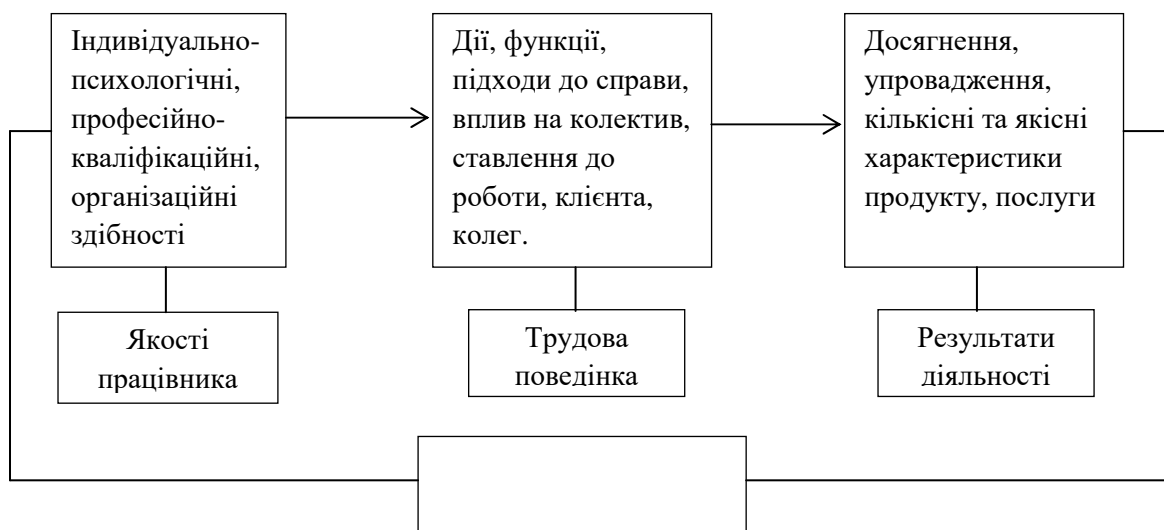 Індивідуально-
психологічні,
професійно-
кваліфікаційні,
організаційні
здібності
Дії, функції,
підходи до справи,
вплив на колектив,
ставлення до
роботи, клієнта,
колег.
Досягнення,
упровадження,
кількісні та якісні
характеристики
продукту, послуги
Якості
працівника
Трудова
поведінка
Результати
діяльності